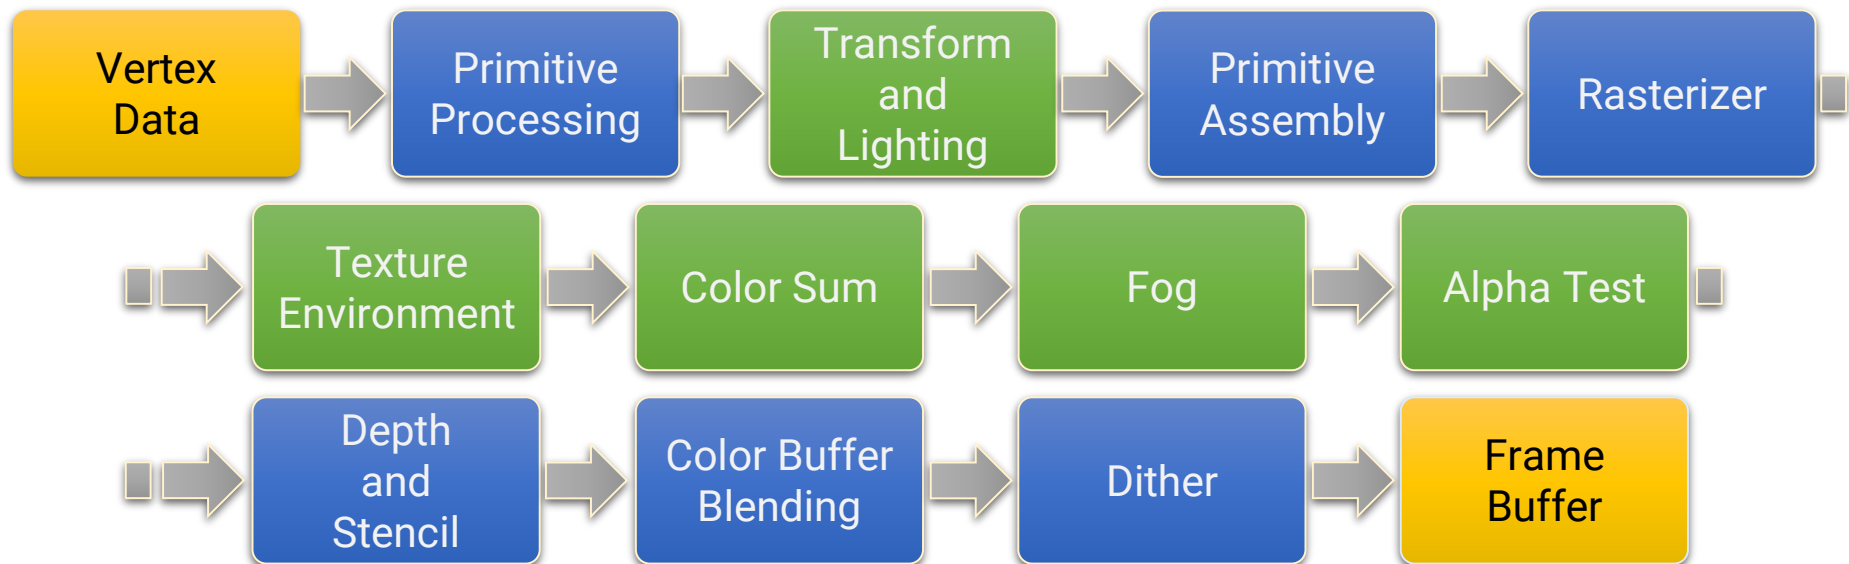 Vertex
Data
Primitive
Processing
Transform
and
Lighting
Primitive
Assembly
Rasterizer
Texture
Environment
Color Sum
Fog
Alpha Test
Depth
and
Stencil
Color Buffer
Blending
Dither
Frame
Buffer